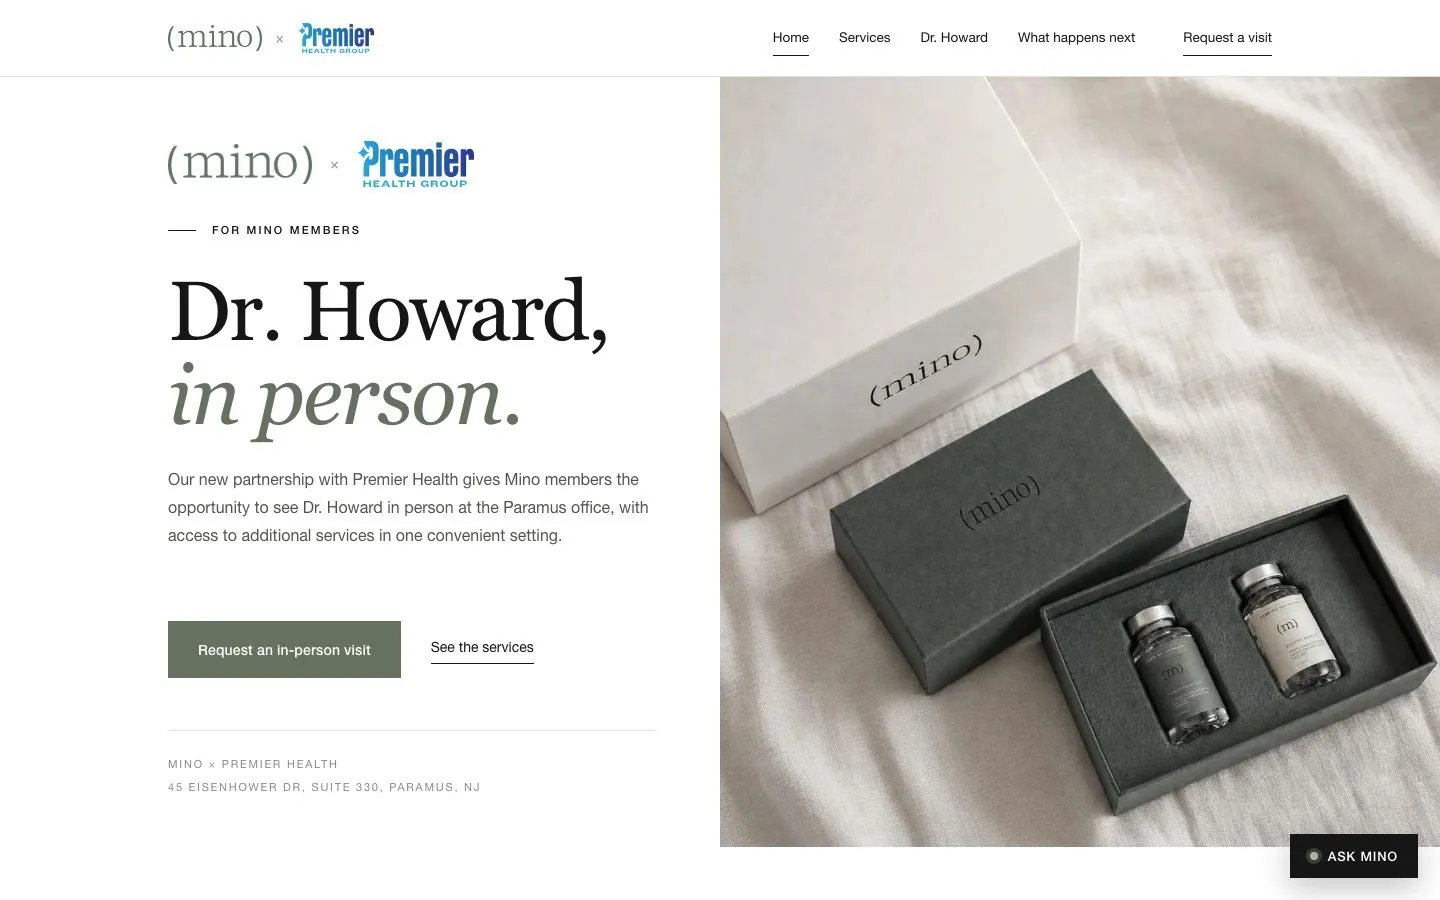 (mino) × Premier HEALTH GROUP
Home Services Dr. Howard What happens next Request a visit
(mino) × Premier HEALTH GROUP
FOR MINO MEMBERS
Dr. Howard,
in person.
Our new partnership with Premier Health gives Mino members the
opportunity to see Dr. Howard in person at the Paramus office, with
access to additional services in one convenient setting.
Request an in-person visit
See the services
MINO × PREMIER HEALTH
45 EISENHOWER DR, SUITE 330, PARAMUS, NJ
(mino)
(mino)
(m)
(m)
ASK MINO